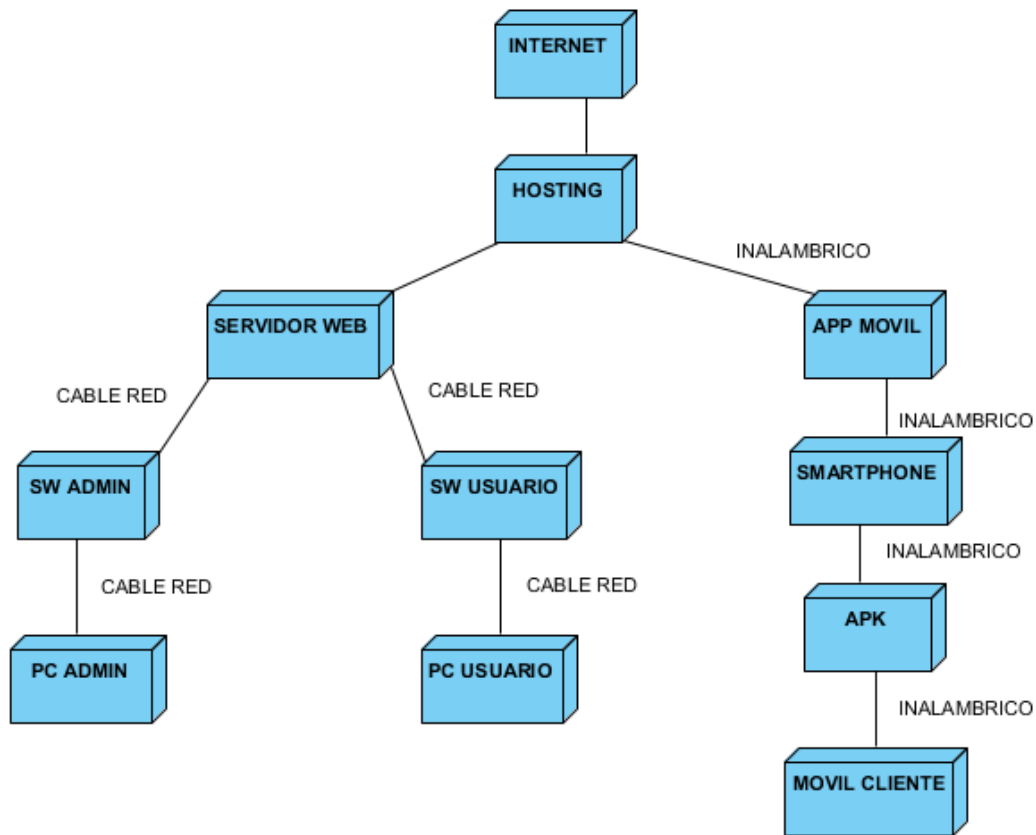 INTERNET
HOSTING
INALAMBRICO
SERVIDOR WEB
APP MOVIL
CABLE RED
CABLE RED
INALAMBRICO
SW ADMIN
SW USUARIO
SMARTPHONE
CABLE RED
CABLE RED
INALAMBRICO
APK
PC ADMIN
PC USUARIO
INALAMBRICO
MOVIL CLIENTE